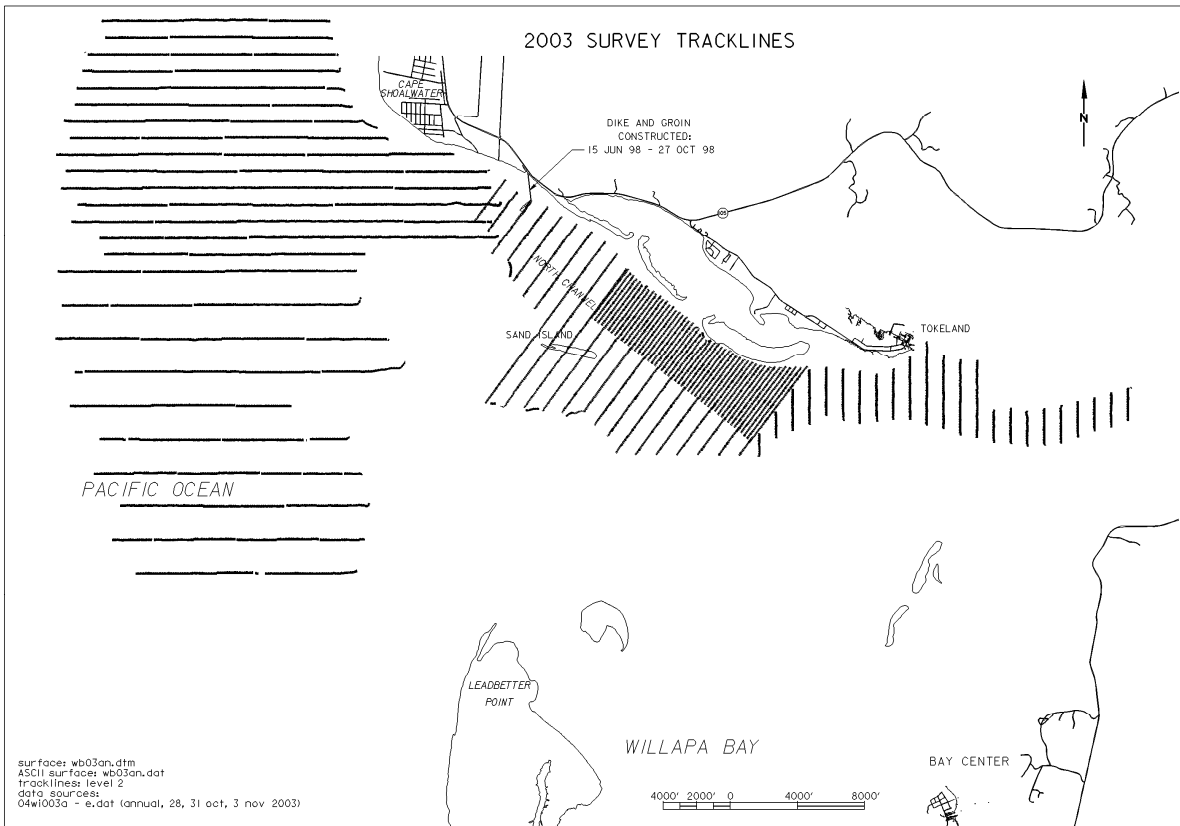 2003 SURVEY TRACKLINES
CAPE
SHOALWATER
N
DIKE AND GROIN
CONSTRUCTED:
15 JUN 98 - 27 OCT 98
105
NORTH CHANNEL
SAND ISLAND
TOKELAND
PACIFIC OCEAN
LEADBETTER
POINT
WILLAPA BAY
BAY CENTER
surface: wb03an.dtm
ASCII surface: wb03an.dat
tracklines: level 2
data sources:
04wi003a - e.dat (annual, 28, 31 oct, 3 nov 2003)
4000' 2000' 0 4000' 8000'